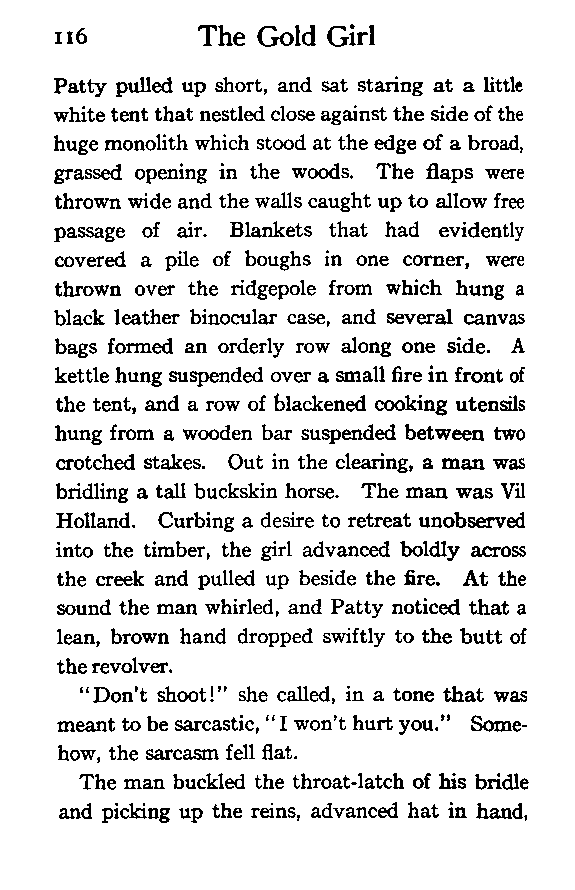 116 The Gold Girl
Patty pulled up short, and sat staring at a little
white tent that nestled close against the side of the
huge monolith which stood at the edge of a broad,
grassed opening in the woods. The flaps were
thrown wide and the walls caught up to allow free
passage of air. Blankets that had evidently
covered a pile of boughs in one corner, were
thrown over the ridgepole from which hung a
black leather binocular case, and several canvas
bags formed an orderly row along one side. A
kettle hung suspended over a small fire in front of
the tent, and a row of blackened cooking utensils
hung from a wooden bar suspended between two
crotched stakes. Out in the clearing, a man was
bridling a tall buckskin horse. The man was Vil
Holland. Curbing a desire to retreat unobserved
into the timber, the girl advanced boldly across
the creek and pulled up beside the fire. At the
sound the man whirled, and Patty noticed that a
lean, brown hand dropped swiftly to the butt of
the revolver.
"Don't shoot!" she called, in a tone that was
meant to be sarcastic, "I won't hurt you." Some-
how, the sarcasm fell flat.
The man buckled the throat-latch of his bridle
and picking up the reins, advanced hat in hand,